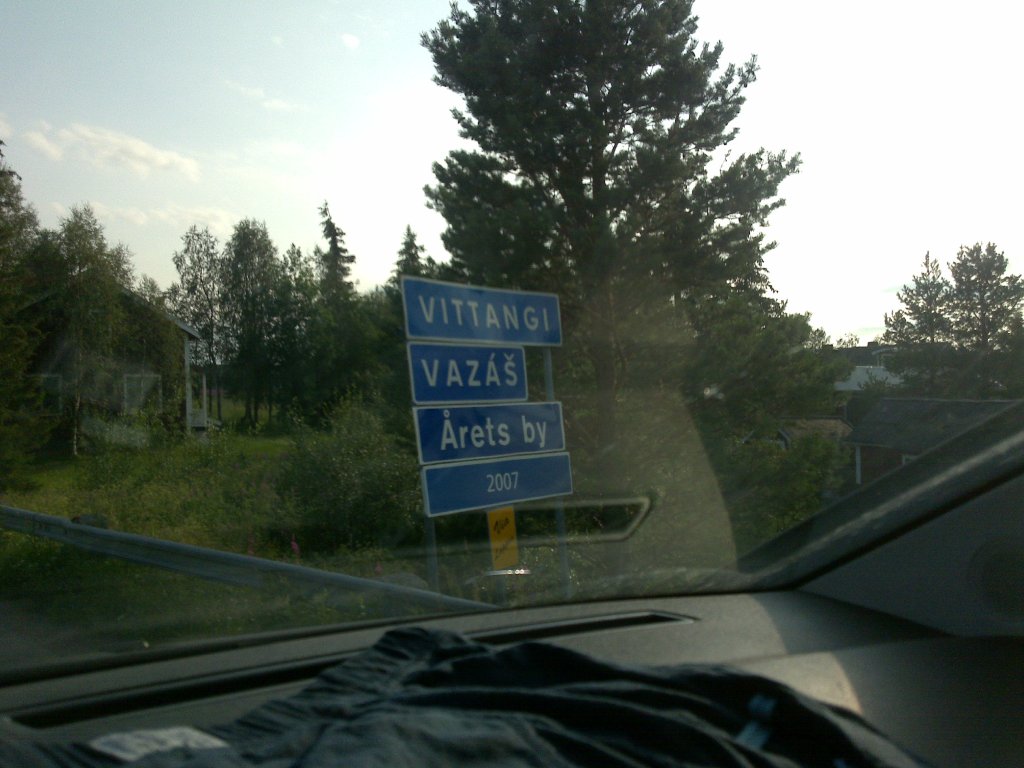 VITTANGI
VAZÁŠ
Årets by
2007